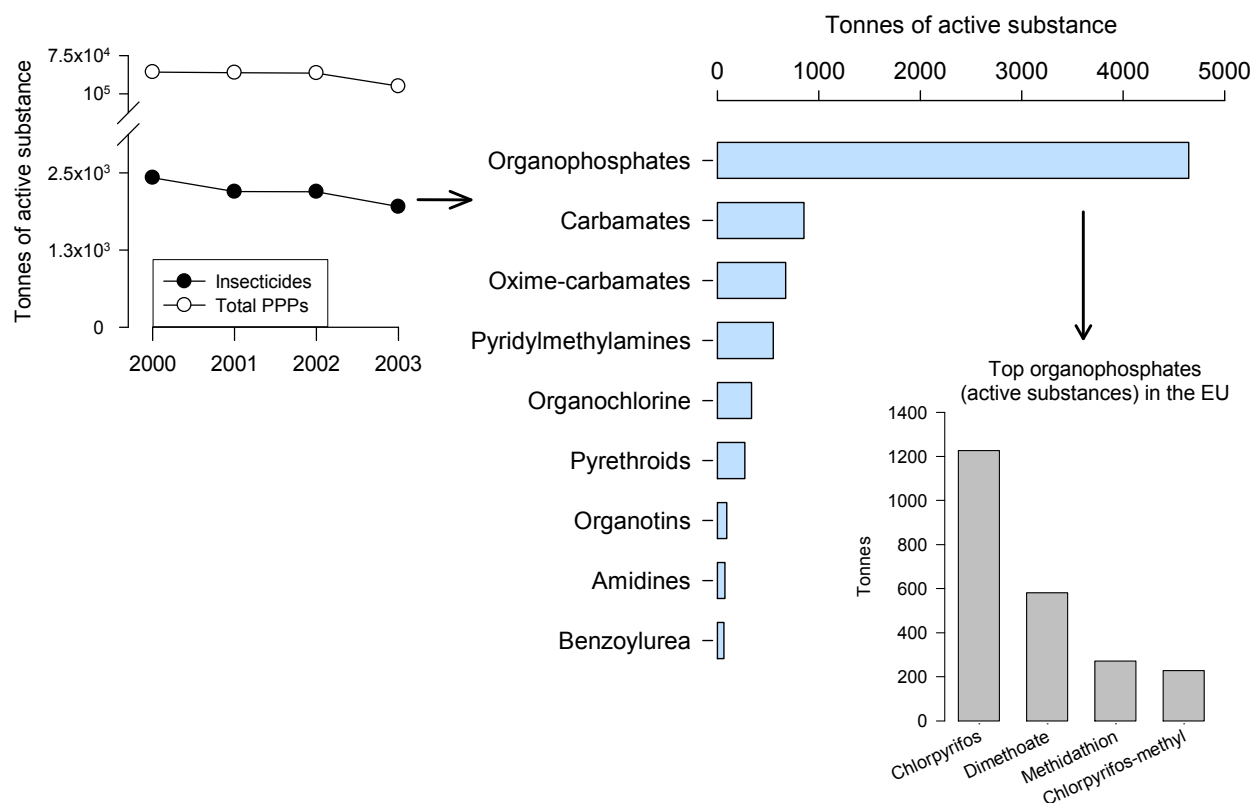 Tonnes of active substance
7.5x10⁴
10⁵
2.5x10³
1.3x10³
0
Insecticides
Total PPPs
2000 2001 2002 2003
Tonnes of active substance
0 1000 2000 3000 4000 5000
Organophosphates
Carbamates
Oxime-carbamates
Pyridylmethylamines
Organochlorine
Pyrethroids
Organotins
Amidines
Benzoylurea
Top organophosphates
(active substances) in the EU
Tonnes
1400
1200
1000
800
600
400
200
0
Chlorpyrifos
Dimethoate
Methidathion
Chlorpyrifos-methyl